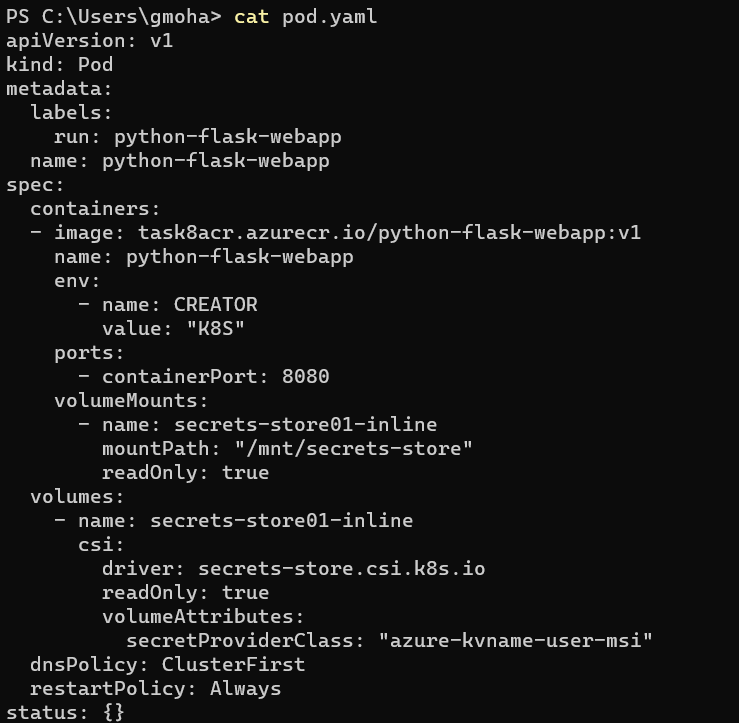 PS C:\Users\gmoha> cat pod.yaml
apiVersion: v1
kind: Pod
metadata:
  labels:
    run: python-flask-webapp
  name: python-flask-webapp
spec:
  containers:
  - image: task8acr.azurecr.io/python-flask-webapp:v1
    name: python-flask-webapp
    env:
      - name: CREATOR
        value: "K8S"
    ports:
      - containerPort: 8080
    volumeMounts:
      - name: secrets-store01-inline
        mountPath: "/mnt/secrets-store"
        readOnly: true
  volumes:
    - name: secrets-store01-inline
      csi:
        driver: secrets-store.csi.k8s.io
        readOnly: true
        volumeAttributes:
          secretProviderClass: "azure-kvname-user-msi"
  dnsPolicy: ClusterFirst
  restartPolicy: Always
status: {}